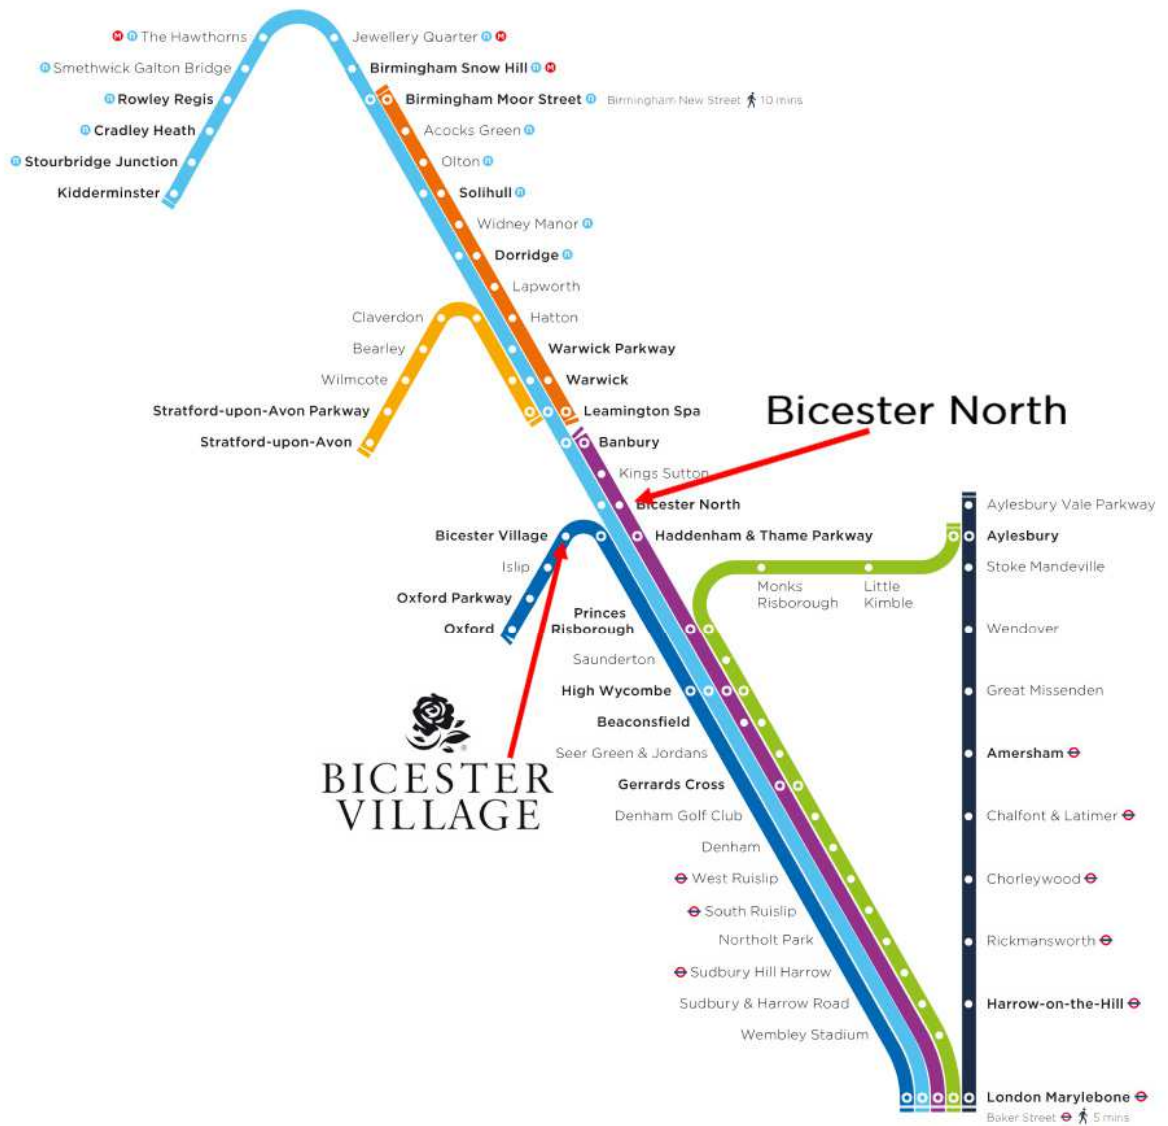 The Hawthorns
Jewellery Quarter
Smethwick Galton Bridge
Birmingham Snow Hill
Rowley Regis
Birmingham Moor Street
Birmingham New Street 10 mins
Cradley Heath
Acocks Green
Stourbridge Junction
Olton
Kidderminster
Solihull
Widney Manor
Dorridge
Lapworth
Claverdon
Hatton
Bearley
Warwick Parkway
Wilmcote
Warwick
Stratford-upon-Avon Parkway
Leamington Spa
Bicester North
Stratford-upon-Avon
Banbury
Kings Sutton
Bicester North
Aylesbury Vale Parkway
Bicester Village
Haddenham & Thame Parkway
Aylesbury
Islip
Stoke Mandeville
Monks
Risborough
Little
Kimble
Oxford Parkway
Princes
Risborough
Oxford
Wendover
Saunderton
High Wycombe
Great Missenden
Beaconsfield
Seer Green & Jordans
Amersham
BICESTER
VILLAGE
Gerrards Cross
Denham Golf Club
Chalfont & Latimer
Denham
West Ruislip
Chorleywood
South Ruislip
Northolt Park
Rickmansworth
Sudbury Hill Harrow
Sudbury & Harrow Road
Harrow-on-the-Hill
Wembley Stadium
London Marylebone
Baker Street 5 mins